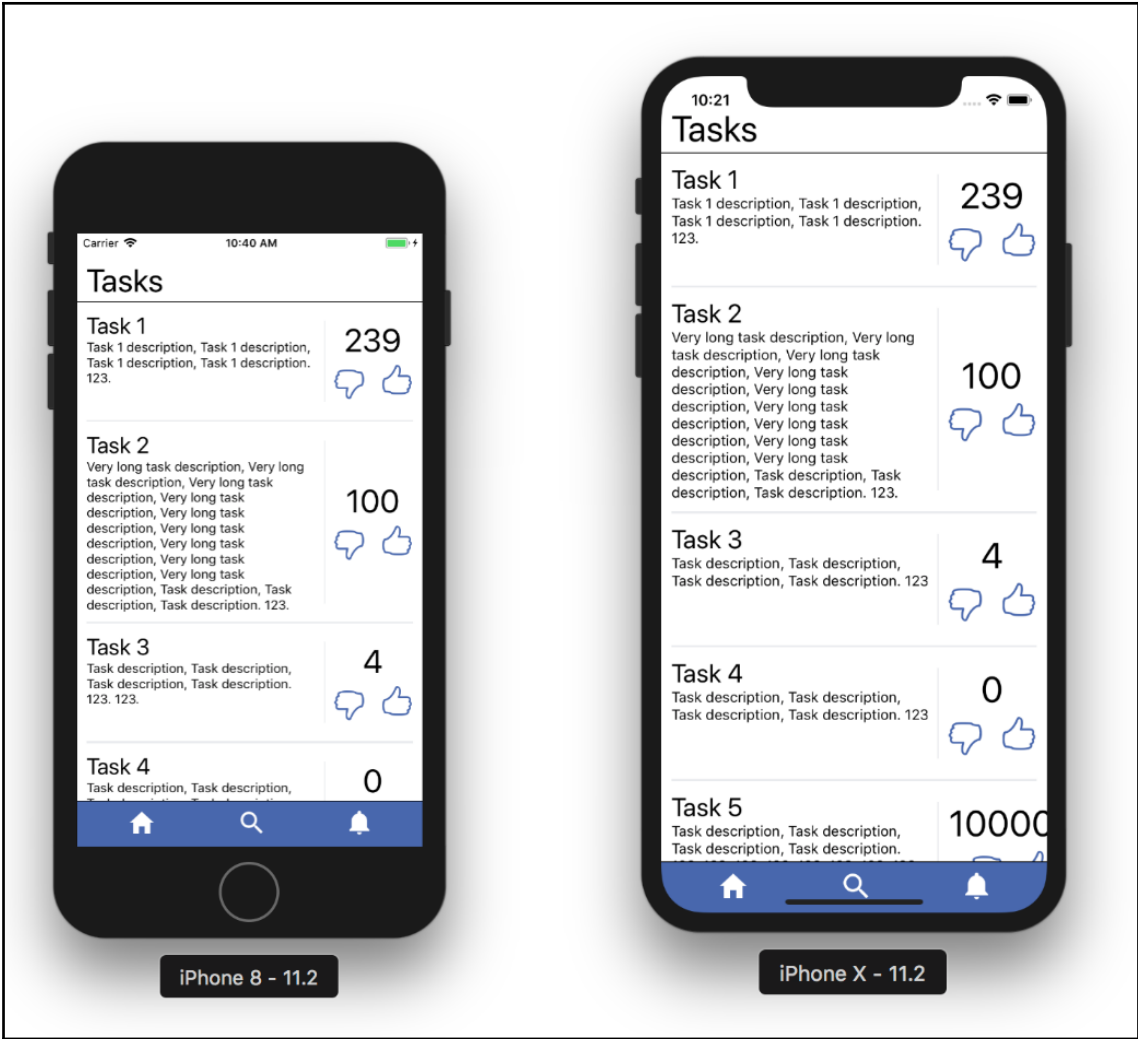 Carrier
10:40 AM
Tasks
Task 1
Task 1 description, Task 1 description,
Task 1 description, Task 1 description.
123.
239
Task 2
Very long task description, Very long
task description, Very long task
description, Very long task
description, Very long task
description, Very long task
description, Very long task
description, Very long task
description, Very long task
description, Task description, Task
description, Task description. 123.
100
Task 3
Task description, Task description,
Task description, Task description.
123. 123.
4
Task 4
Task description, Task description,
0
iPhone 8 - 11.2
10:21
Tasks
Task 1
Task 1 description, Task 1 description,
Task 1 description, Task 1 description.
123.
239
Task 2
Very long task description, Very long
task description, Very long task
description, Very long task
description, Very long task
description, Very long task
description, Very long task
description, Very long task
description, Very long task
description, Task description, Task
description, Task description. 123.
100
Task 3
Task description, Task description,
Task description, Task description. 123
4
Task 4
Task description, Task description,
Task description, Task description. 123
0
Task 5
Task description, Task description,
Task description, Task description.
10000
iPhone X - 11.2